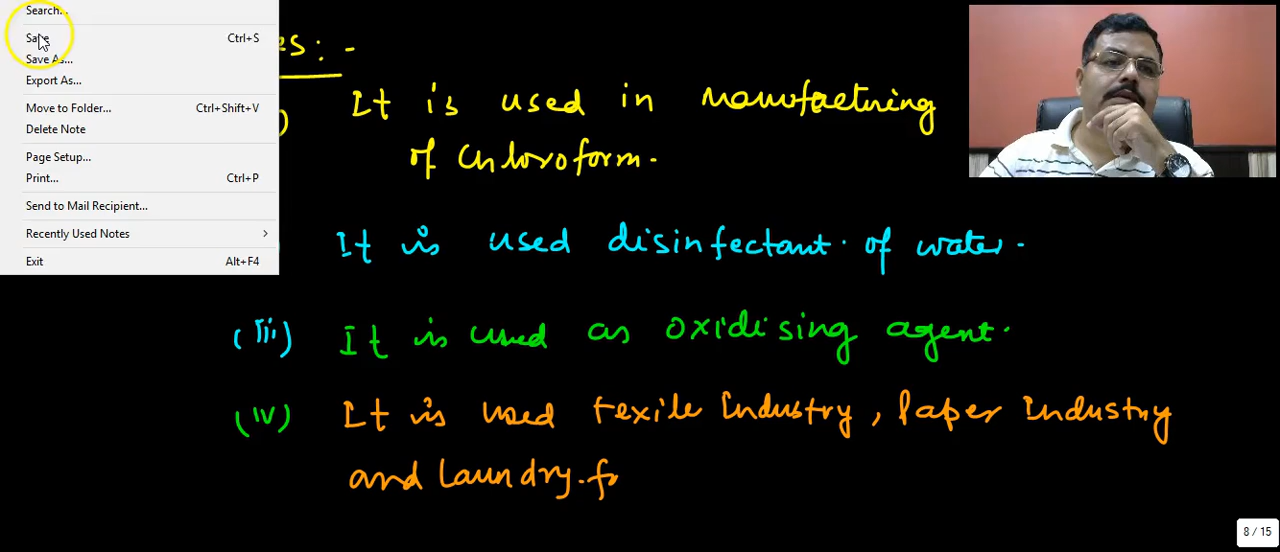 Search...
Save Ctrl+S
Save As...
Export As...
Move to Folder... Ctrl+Shift+V
Delete Note
Page Setup...
Print... Ctrl+P
Send to Mail Recipient...
Recently Used Notes >
Exit Alt+F4
es:-
) It is used in manufacturing
of Chloroform.
It is used disinfectant. of water.
(iii) It is used as oxidising agent.
(iv) It is used texile Industry, Paper Industry
and Laundry. fo
8 / 15